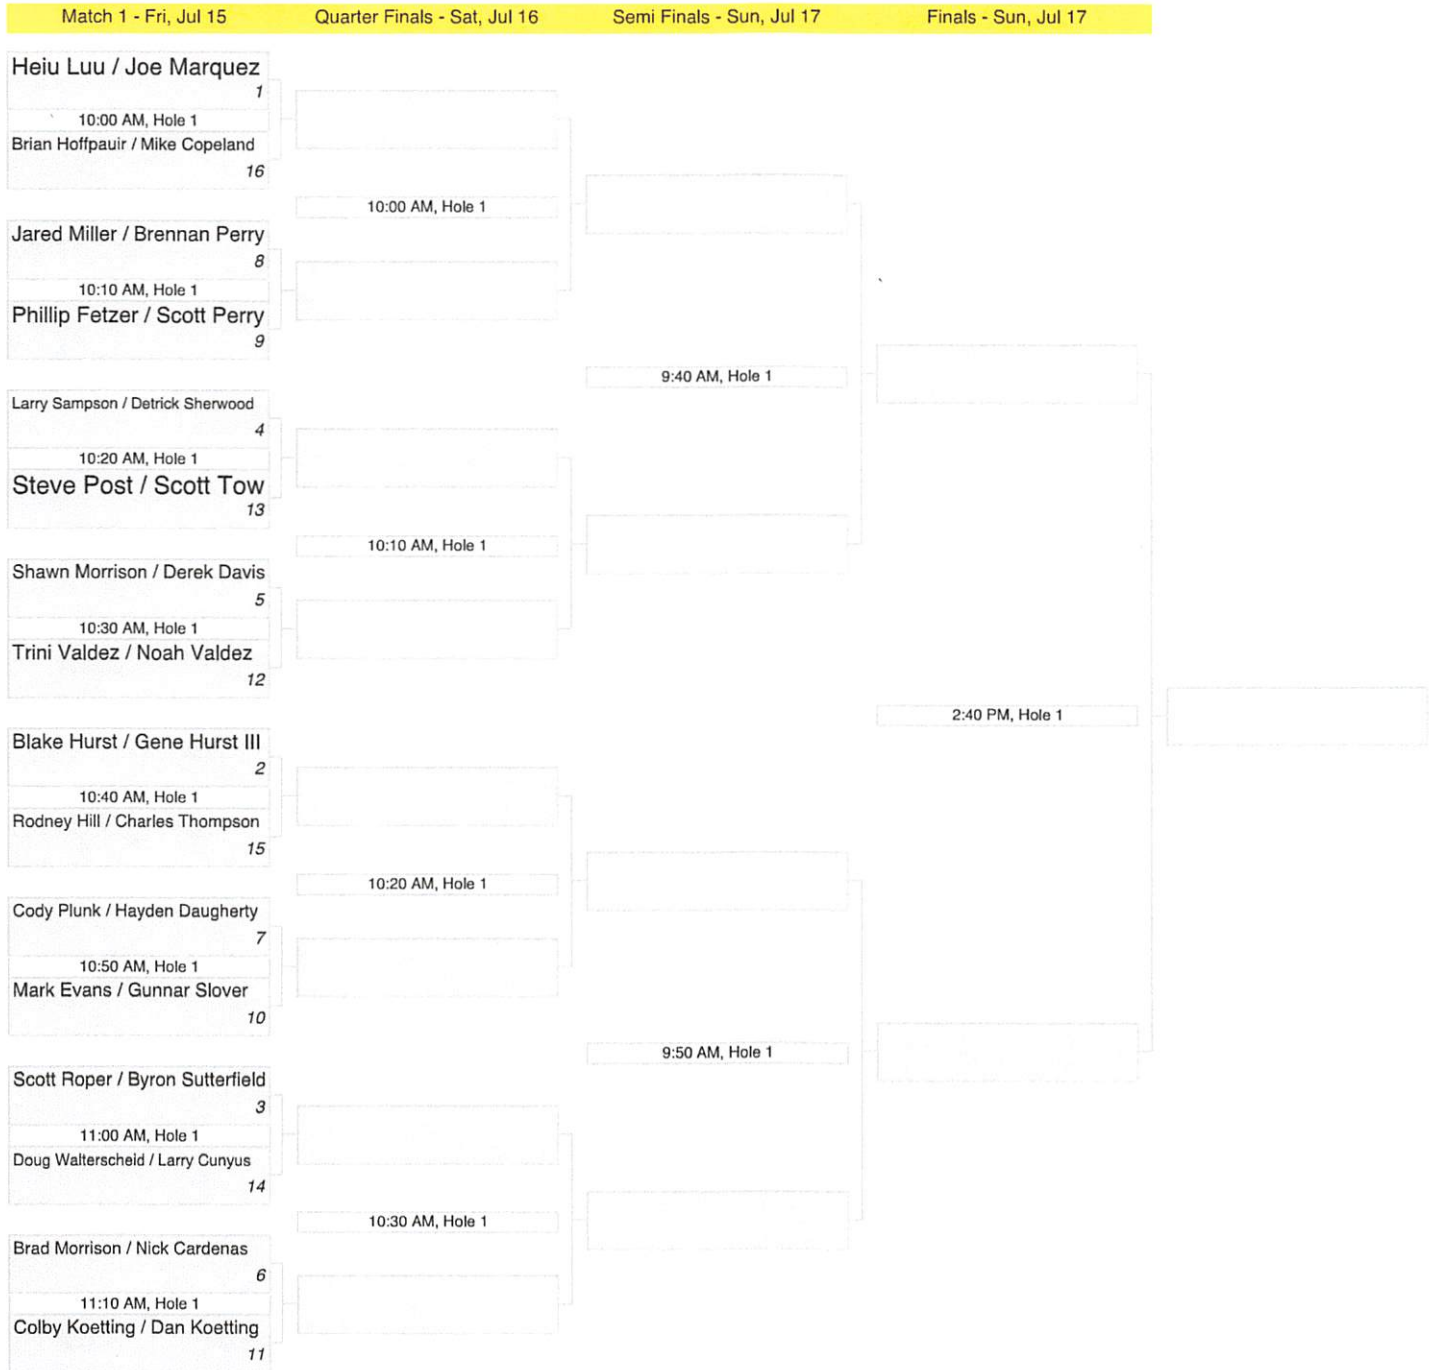 Match 1 - Fri, Jul 15
Quarter Finals - Sat, Jul 16
Semi Finals - Sun, Jul 17
Finals - Sun, Jul 17
Heiu Luu / Joe Marquez
1
10:00 AM, Hole 1
Brian Hoffpauir / Mike Copeland
16
Jared Miller / Brennan Perry
8
10:10 AM, Hole 1
Phillip Fetzer / Scott Perry
9
Larry Sampson / Detrick Sherwood
4
10:20 AM, Hole 1
Steve Post / Scott Tow
13
Shawn Morrison / Derek Davis
5
10:30 AM, Hole 1
Trini Valdez / Noah Valdez
12
Blake Hurst / Gene Hurst III
2
10:40 AM, Hole 1
Rodney Hill / Charles Thompson
15
Cody Plunk / Hayden Daugherty
7
10:50 AM, Hole 1
Mark Evans / Gunnar Slover
10
Scott Roper / Byron Sutterfield
3
11:00 AM, Hole 1
Doug Walterscheid / Larry Cunyus
14
Brad Morrison / Nick Cardenas
6
11:10 AM, Hole 1
Colby Koetting / Dan Koetting
11
10:00 AM, Hole 1
10:10 AM, Hole 1
10:20 AM, Hole 1
10:30 AM, Hole 1
9:40 AM, Hole 1
9:50 AM, Hole 1
2:40 PM, Hole 1